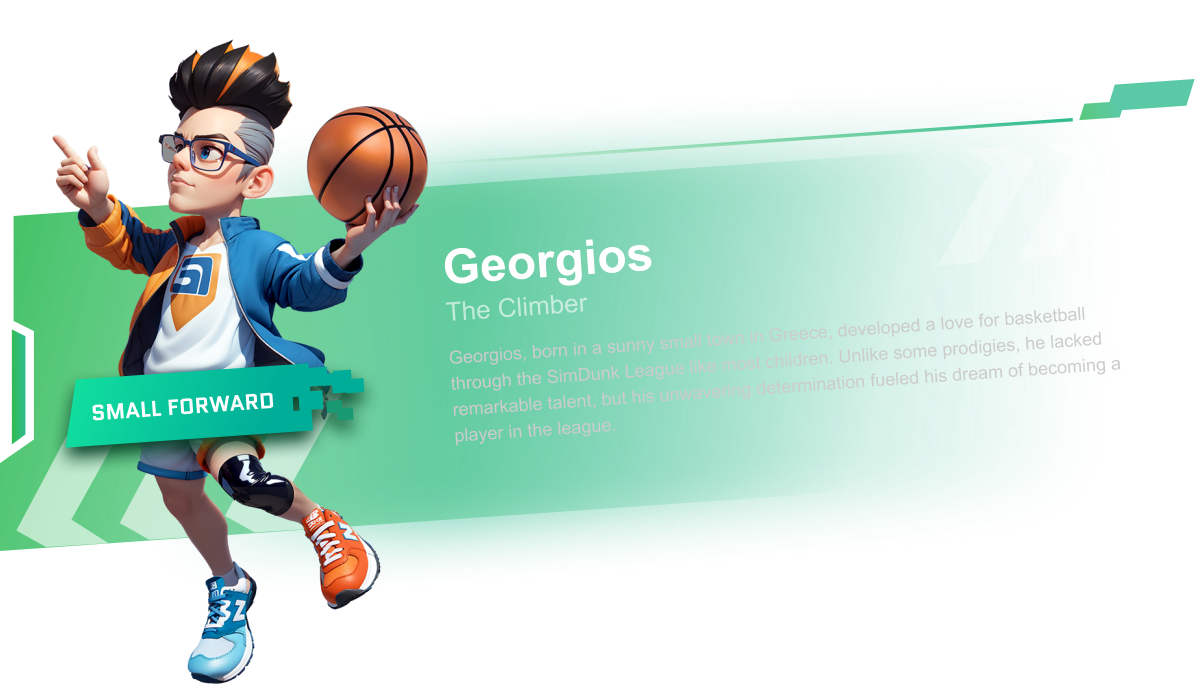 Georgios
The Climber
Georgios, born in a sunny small town in Greece, developed a love for basketball
through the SimDunk League like other children. Unlike some prodigies, he lacked
remarkable talent, but his unwavering determination fueled his dream of becoming a
player in the league.
SMALL FORWARD